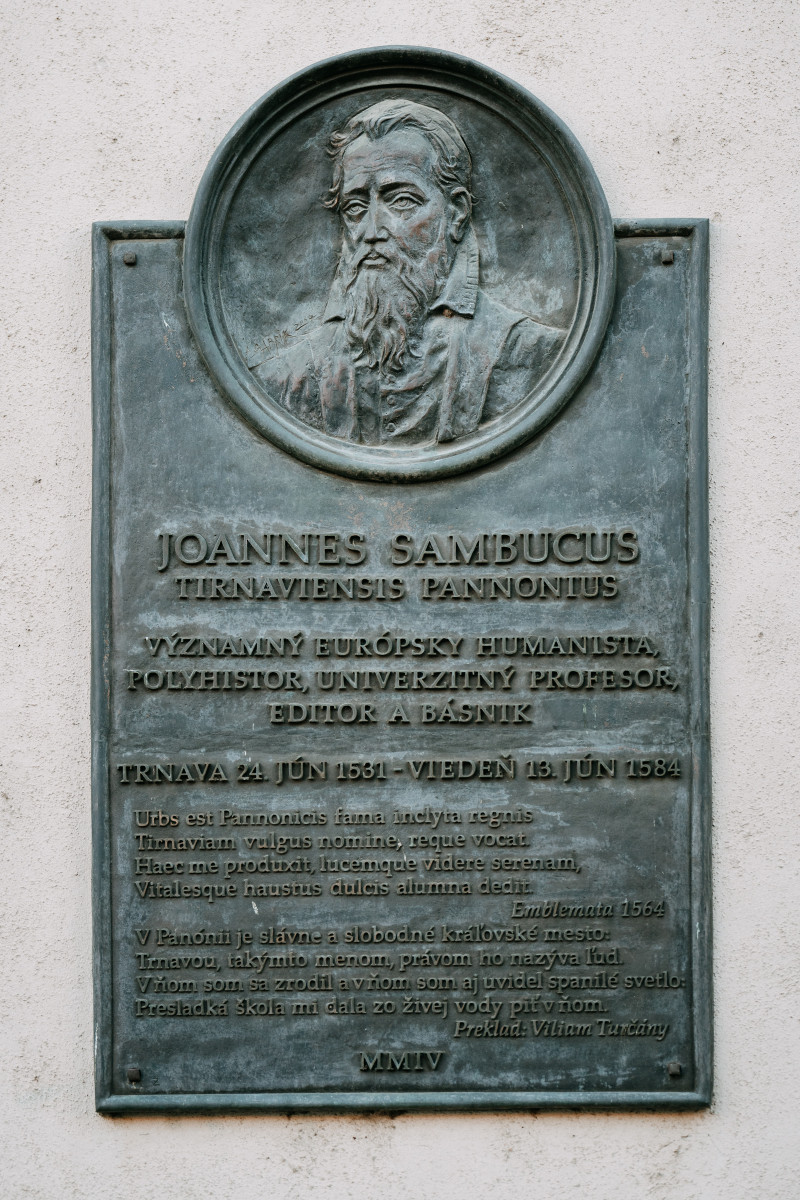 JOANNES SAMBUCUS
TIRNAVIENSIS PANNONIUS
VÝZNAMNÝ EURÓPSKY HUMANISTA,
POLYHISTOR, UNIVERZITNÝ PROFESOR,
EDITOR A BÁSNIK
TRNAVA 24. JÚN 1531 - VIEDEŇ 13. JÚN 1584
Urbs est Pannonicis fama inclyta regnis
Tirnaviam vulgus nomine, reque vocat.
Haec me produxit, lucemque videre serenam,
Vitalesque haustus dulcis alumna dedit.
Emblemata 1564
V Panónii je slávne a slobodné kráľovské mesto:
Trnavou, takýmto menom, právom ho nazýva ľud.
V ňom som sa zrodil a v ňom som aj uvidel spanilé svetlo:
Presladká škola mi dala zo živej vody piť v ňom.
Preklad: Viliam Turčány
MMIV